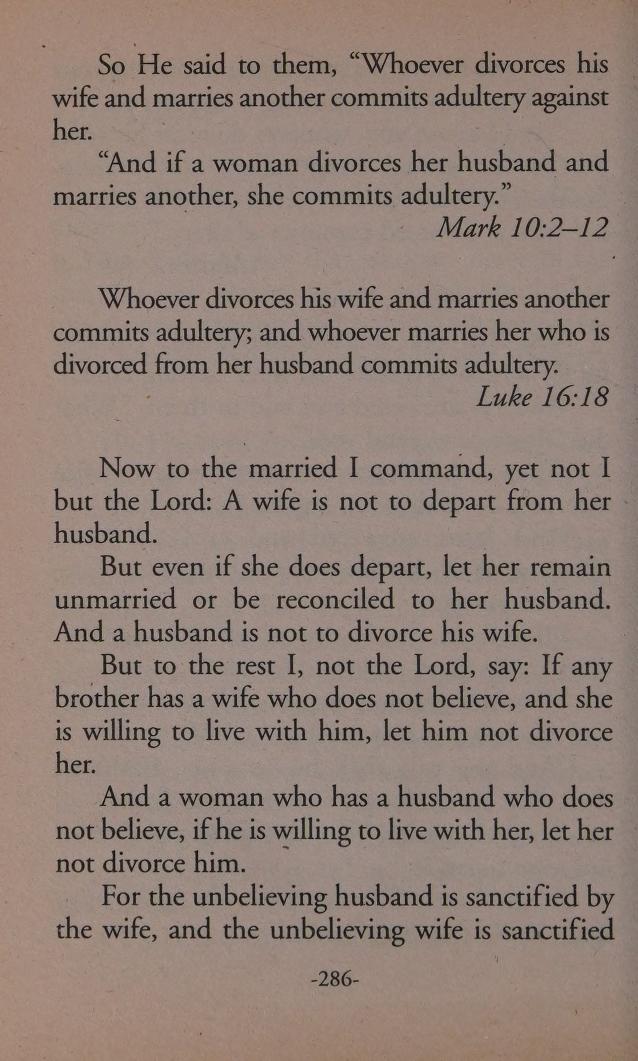 So He said to them, “Whoever divorces his
wife and marries another commits adultery against
her.
“And if a woman divorces her husband and
marries another, she commits adultery.”
Mark 10:2–12
Whoever divorces his wife and marries another
commits adultery; and whoever marries her who is
divorced from her husband commits adultery.
Luke 16:18
Now to the married I command, yet not I
but the Lord: A wife is not to depart from her
husband.
But even if she does depart, let her remain
unmarried or be reconciled to her husband.
And a husband is not to divorce his wife.
But to the rest I, not the Lord, say: If any
brother has a wife who does not believe, and she
is willing to live with him, let him not divorce
her.
And a woman who has a husband who does
not believe, if he is willing to live with her, let her
not divorce him.
For the unbelieving husband is sanctified by
the wife, and the unbelieving wife is sanctified
-286-